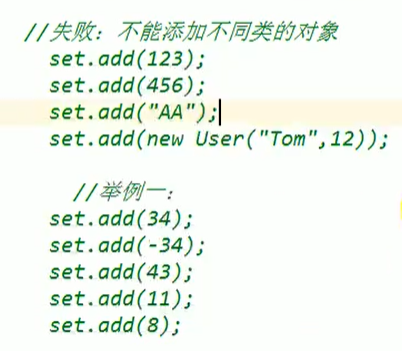 //失败：不能添加不同类的对象
set.add(123);
set.add(456);
set.add("AA");
set.add(new User("Tom",12));
//举例一：
set.add(34);
set.add(-34);
set.add(43);
set.add(11);
set.add(8);